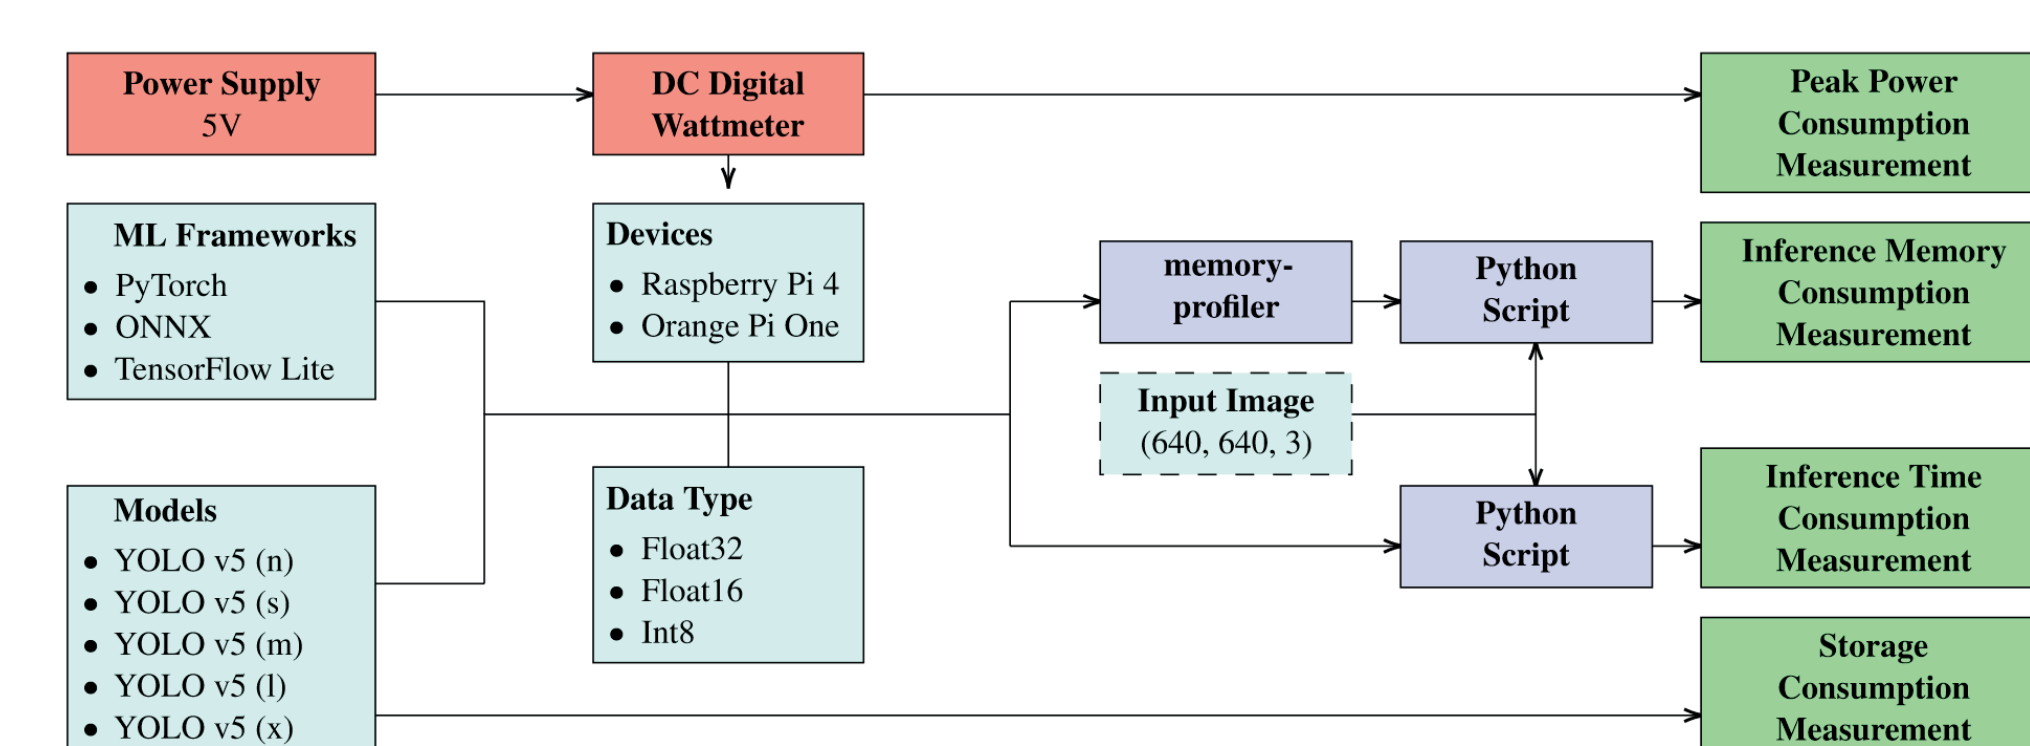 Power Supply
5V
DC Digital
Wattmeter
Peak Power
Consumption
Measurement
ML Frameworks
• PyTorch
• ONNX
• TensorFlow Lite
Devices
• Raspberry Pi 4
• Orange Pi One
memory-
profiler
Python
Script
Inference Memory
Consumption
Measurement
Input Image
(640, 640, 3)
Models
• YOLO v5 (n)
• YOLO v5 (s)
• YOLO v5 (m)
• YOLO v5 (l)
• YOLO v5 (x)
Data Type
• Float32
• Float16
• Int8
Python
Script
Inference Time
Consumption
Measurement
Storage
Consumption
Measurement